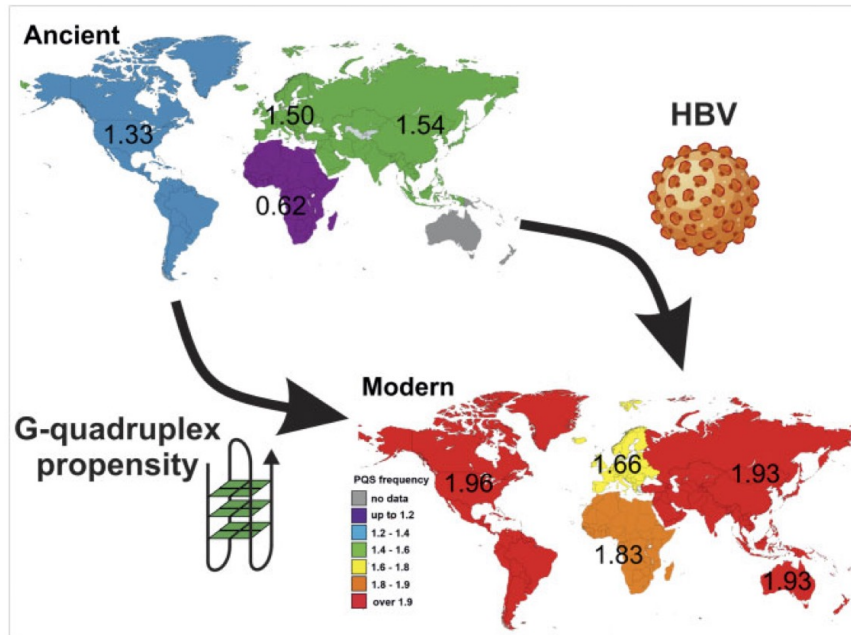 Ancient
1.33
1.50
1.54
0.62
HBV
G-quadruplex
propensity
Modern
1.96
1.66
1.93
1.83
1.93
PQS frequency
no data
up to 1.2
1.2 - 1.4
1.4 - 1.6
1.6 - 1.8
1.8 - 1.9
over 1.9